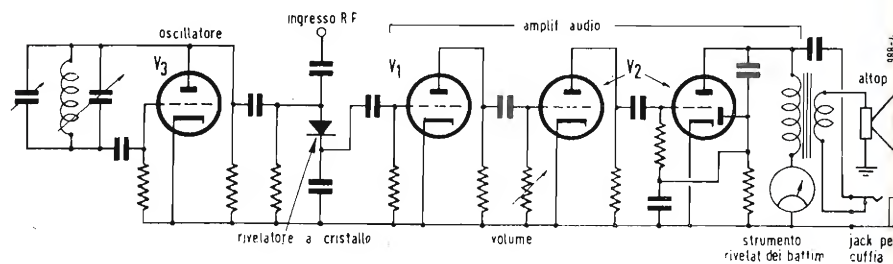 oscillatore
V3
ingresso R F
V1
amplif audio
V2
altop
rivelatore a cristallo
volume
strumento
rivelat dei battim
jack pe
cuffia